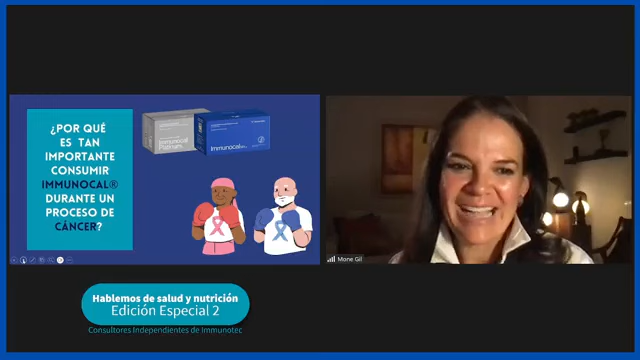 ¿POR QUÉ
ES TAN
IMPORTANTE
CONSUMIR
IMMUNOCAL®
DURANTE UN
PROCESO DE
CÁNCER?
Immunocal
Platinum
Immunocal
Mone Gil
Hablemos de salud y nutrición
Edición Especial 2
Consultores Independientes de Immunotec